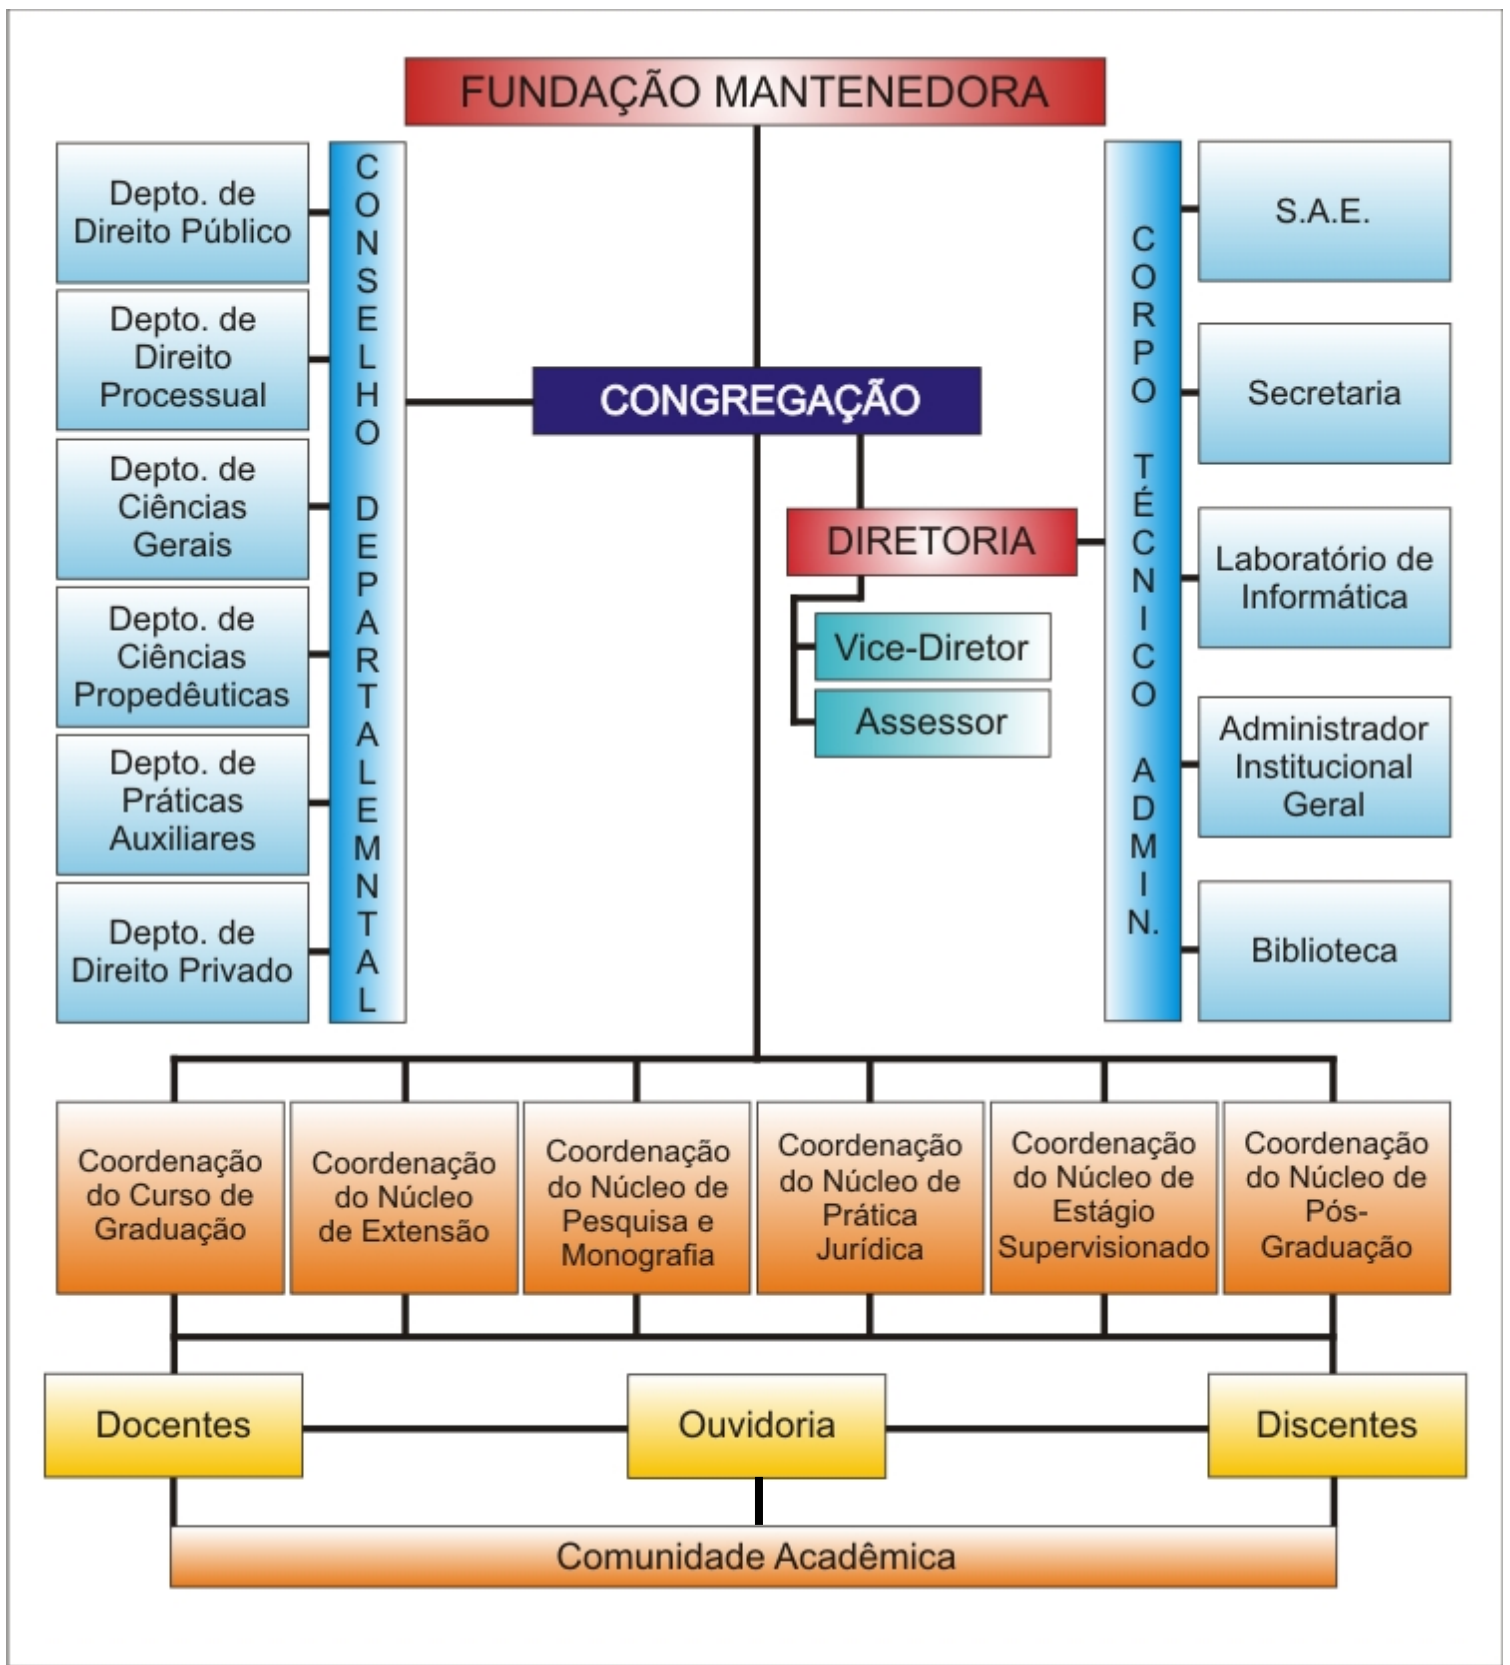 FUNDAÇÃO MANTENEDORA
Depto. de
Direito Público
Depto. de
Direito
Processual
Depto. de
Ciências
Gerais
Depto. de
Ciências
Propedêuticas
Depto. de
Práticas
Auxiliares
Depto. de
Direito Privado
CONSELHO DEPARTALEMNTAL
CONGREGAÇÃO
DIRETORIA
Vice-Diretor
Assessor
CORPO TÉCNICO ADMIN.
S.A.E.
Secretaria
Laboratório de
Informática
Administrador
Institucional
Geral
Biblioteca
Coordenação
do Curso de
Graduação
Coordenação
do Núcleo
de Extensão
Coordenação
do Núcleo de
Pesquisa e
Monografia
Coordenação
do Núcleo de
Prática
Jurídica
Coordenação
do Núcleo de
Estágio
Supervisionado
Coordenação
do Núcleo de
Pós-
Graduação
Docentes
Ouvidoria
Discentes
Comunidade Acadêmica